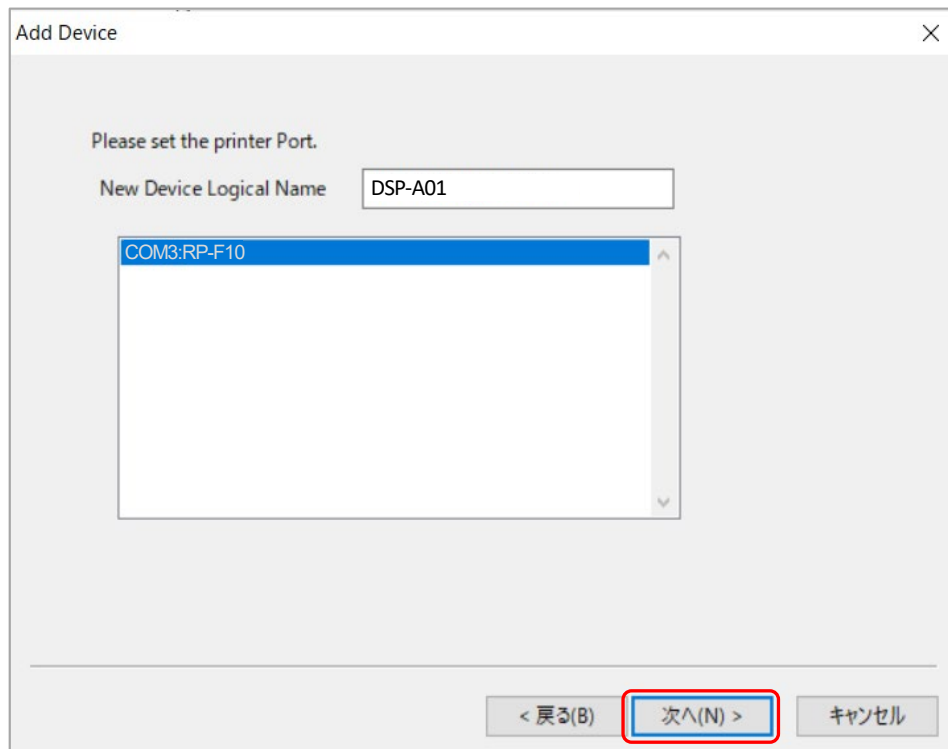 Add Device
Please set the printer Port.
New Device Logical Name DSP-A01
COM3:RP-F10
< 戻る(B) 次へ(N) > キャンセル